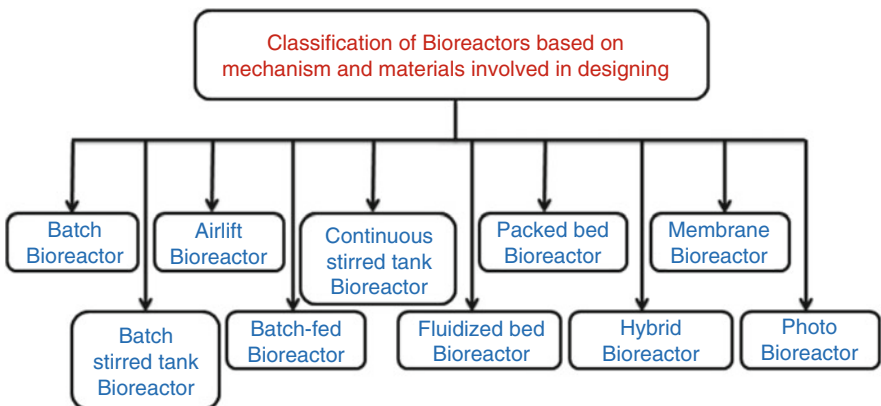 Classification of Bioreactors based on
mechanism and materials involved in designing
Batch
Bioreactor
Airlift
Bioreactor
Continuous
stirred tank
Bioreactor
Packed bed
Bioreactor
Membrane
Bioreactor
Batch
stirred tank
Bioreactor
Batch-fed
Bioreactor
Fluidized bed
Bioreactor
Hybrid
Bioreactor
Photo
Bioreactor